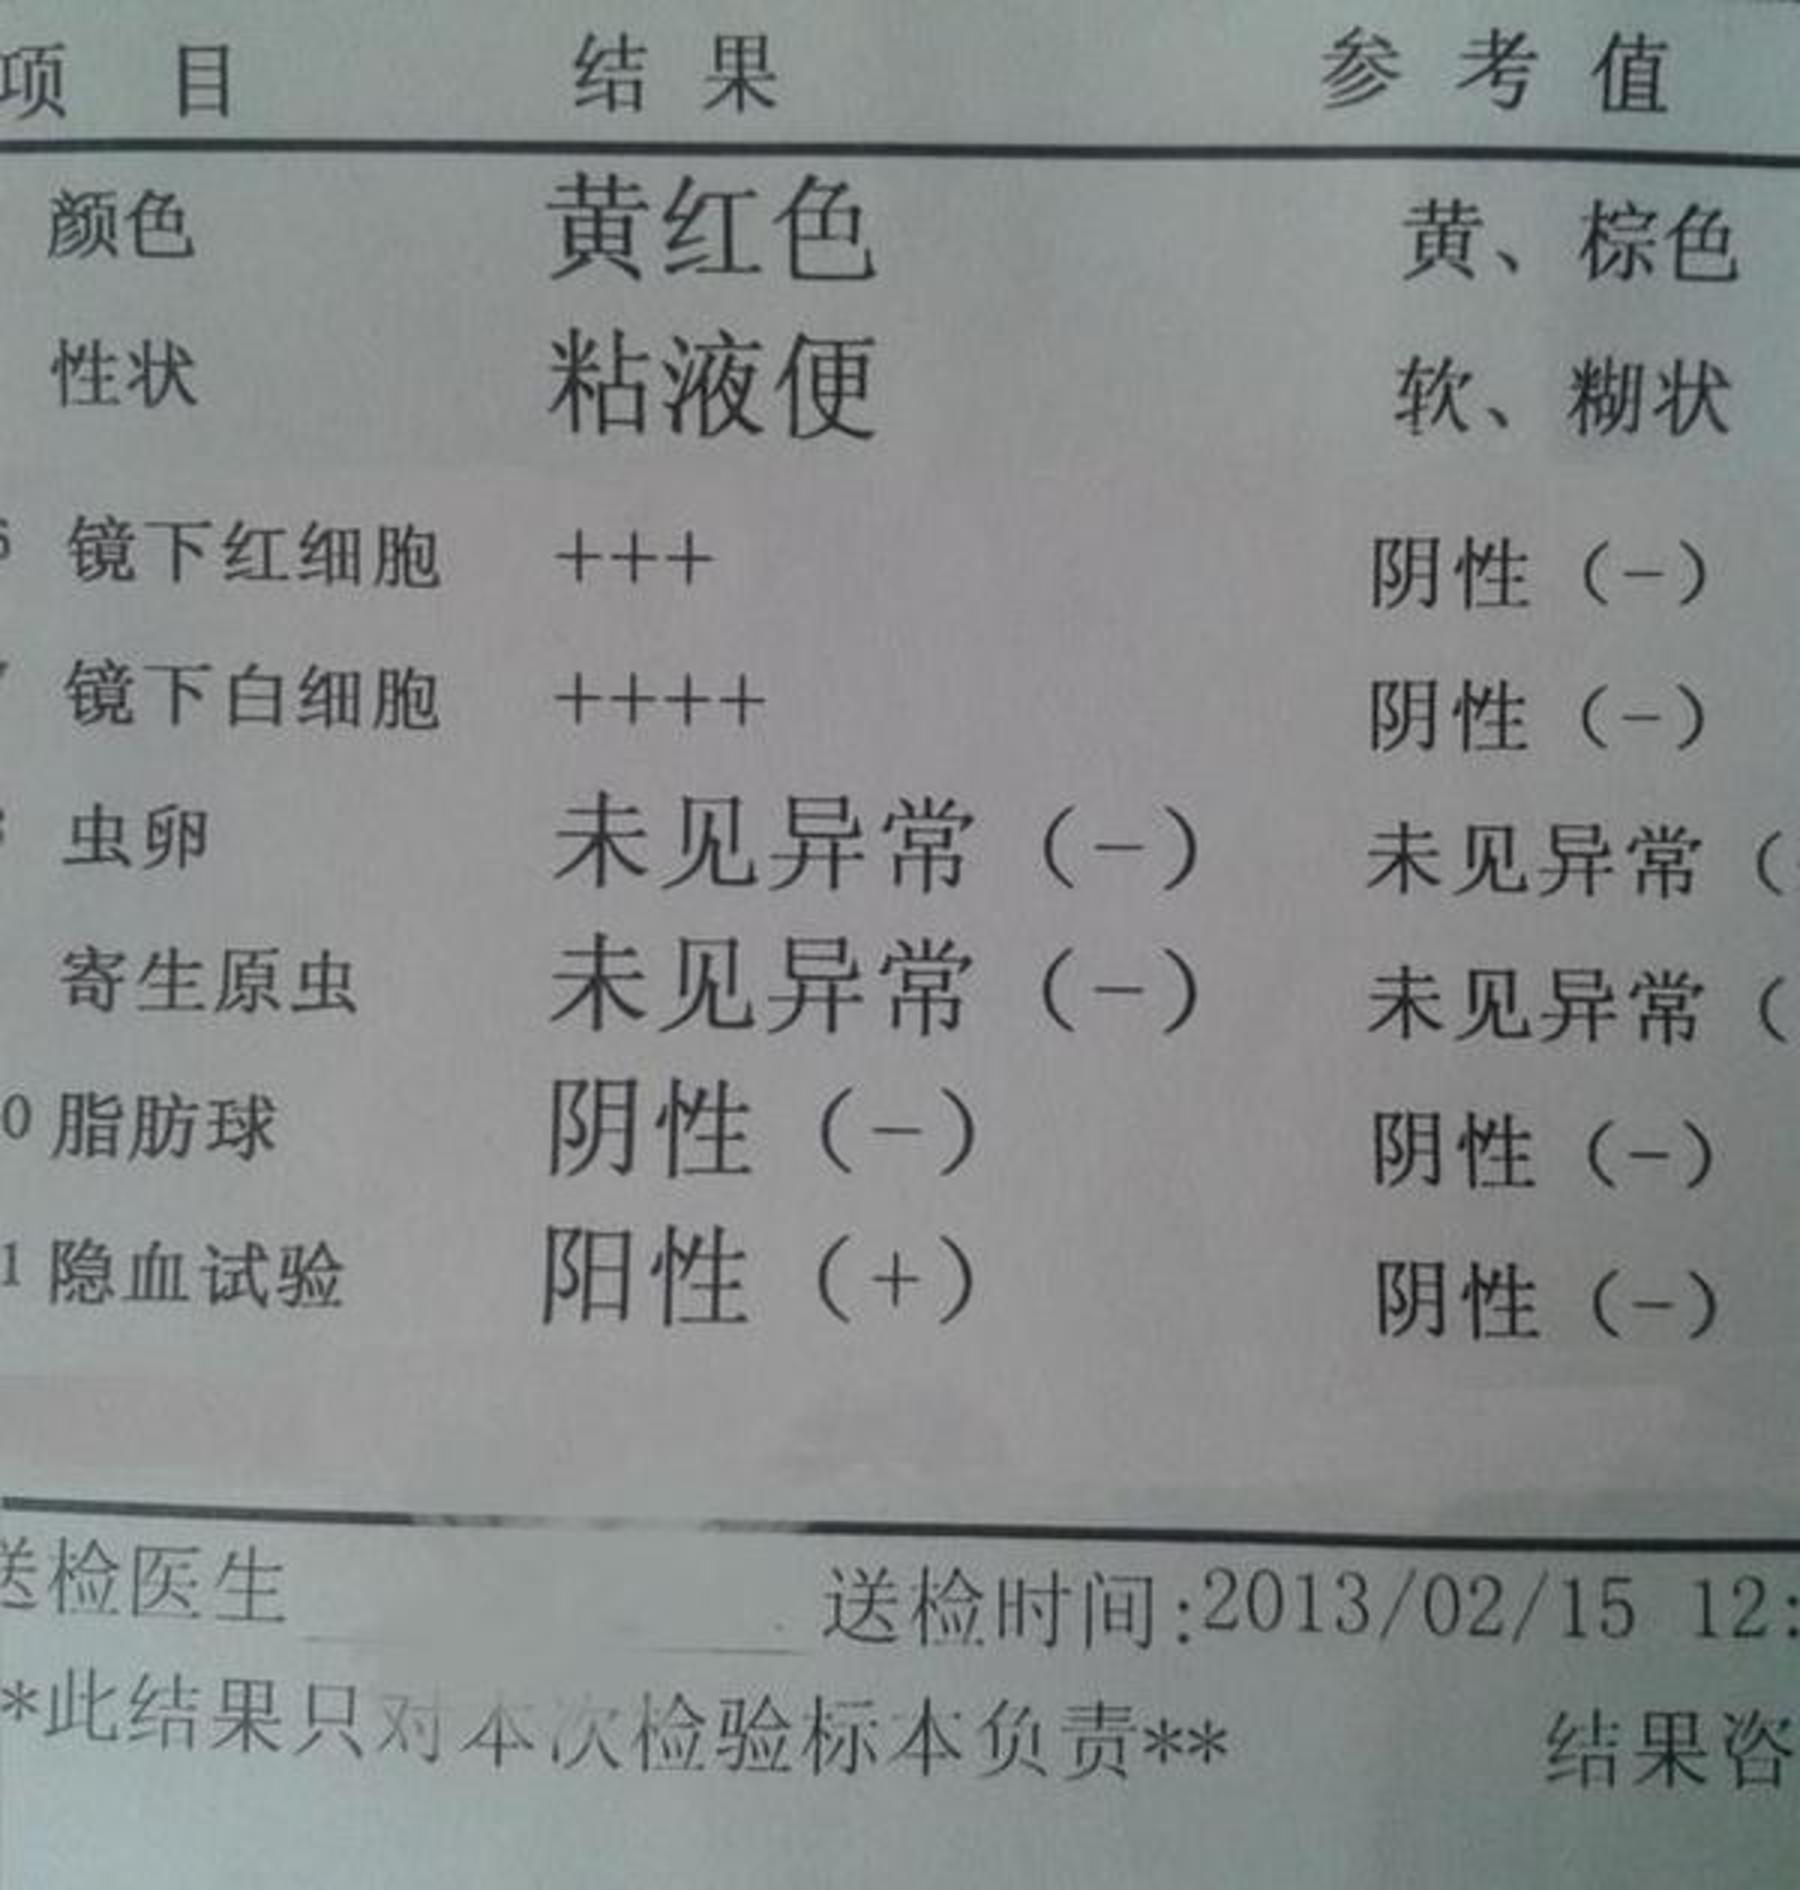 项 目 结 果 参 考 值
颜色 黄红色 黄、棕色
性状 粘液便 软、糊状
6 镜下红细胞 +++ 阴性（-）
镜下白细胞 ++++ 阴性（-）
虫卵 未见异常（-） 未见异常（
寄生原虫 未见异常（-） 未见异常（
0 脂肪球 阴性（-） 阴性（-）
1 隐血试验 阳性（+） 阴性（-）
送检医生 送检时间:2013/02/15 12:
*此结果只对本次检验标本负责** 结果咨